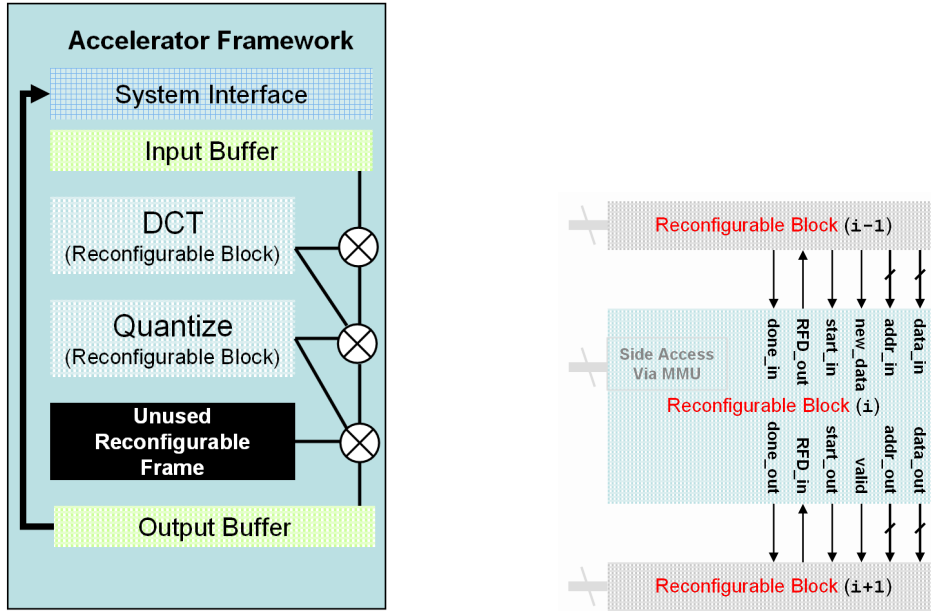 Accelerator Framework
System Interface
Input Buffer
DCT
(Reconfigurable Block)
Quantize
(Reconfigurable Block)
Unused
Reconfigurable
Frame
Output Buffer
Reconfigurable Block (i-1)
done_in
RFD_out
start_in
new_data
addr_in
data_in
Side Access
Via MMU
Reconfigurable Block (i)
done_out
RFD_in
start_out
valid
addr_out
data_out
Reconfigurable Block (i+1)